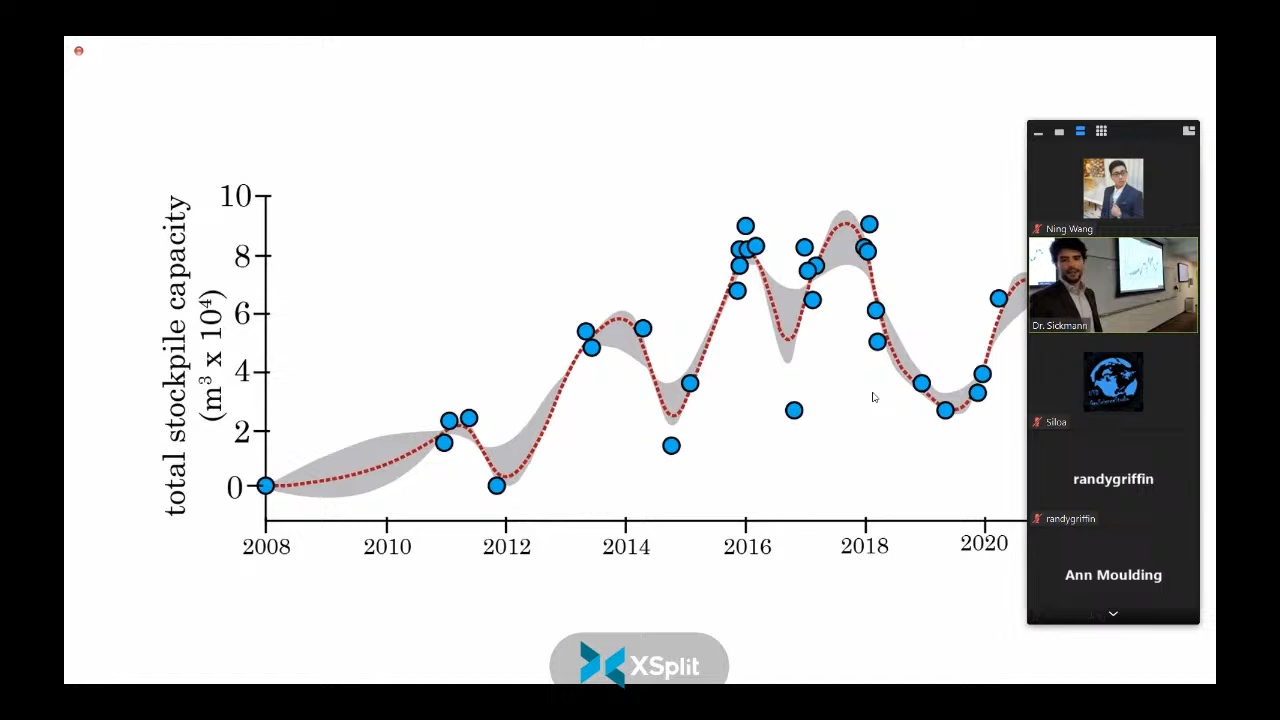 total stockpile capacity
(m³ x 10⁴)
10
8
6
4
2
0
2008
2010
2012
2014
2016
2018
2020
Ning Wang
Dr. Sickmann
Siloa
randygriffin
randygriffin
Ann Moulding
XSplit